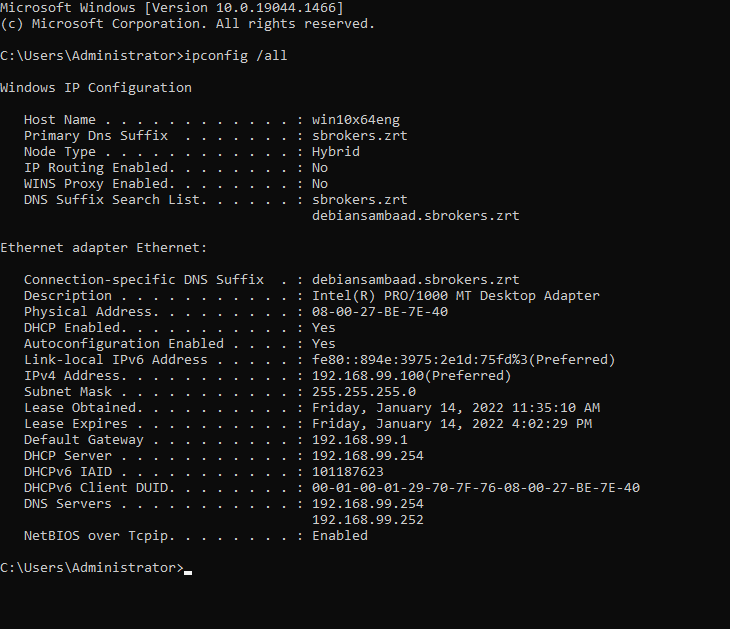 Microsoft Windows [Version 10.0.19044.1466]
(c) Microsoft Corporation. All rights reserved.
C:\Users\Administrator>ipconfig /all
Windows IP Configuration
   Host Name . . . . . . . . . . . . : win10x64eng
   Primary Dns Suffix  . . . . . . . : sbrokers.zrt
   Node Type . . . . . . . . . . . . : Hybrid
   IP Routing Enabled. . . . . . . . : No
   WINS Proxy Enabled. . . . . . . . : No
   DNS Suffix Search List. . . . . . : sbrokers.zrt
                                       debiansambaad.sbrokers.zrt
Ethernet adapter Ethernet:
   Connection-specific DNS Suffix  . : debiansambaad.sbrokers.zrt
   Description . . . . . . . . . . . : Intel(R) PRO/1000 MT Desktop Adapter
   Physical Address. . . . . . . . . : 08-00-27-BE-7E-40
   DHCP Enabled. . . . . . . . . . . : Yes
   Autoconfiguration Enabled . . . . : Yes
   Link-local IPv6 Address . . . . . : fe80::894e:3975:2e1d:75fd%3(Preferred)
   IPv4 Address. . . . . . . . . . . : 192.168.99.100(Preferred)
   Subnet Mask . . . . . . . . . . . : 255.255.255.0
   Lease Obtained. . . . . . . . . . : Friday, January 14, 2022 11:35:10 AM
   Lease Expires . . . . . . . . . . : Friday, January 14, 2022 4:02:29 PM
   Default Gateway . . . . . . . . . : 192.168.99.1
   DHCP Server . . . . . . . . . . . : 192.168.99.254
   DHCPv6 IAID . . . . . . . . . . . : 101187623
   DHCPv6 Client DUID. . . . . . . . : 00-01-00-01-29-70-7F-76-08-00-27-BE-7E-40
   DNS Servers . . . . . . . . . . . : 192.168.99.254
                                       192.168.99.252
   NetBIOS over Tcpip. . . . . . . . : Enabled
C:\Users\Administrator>